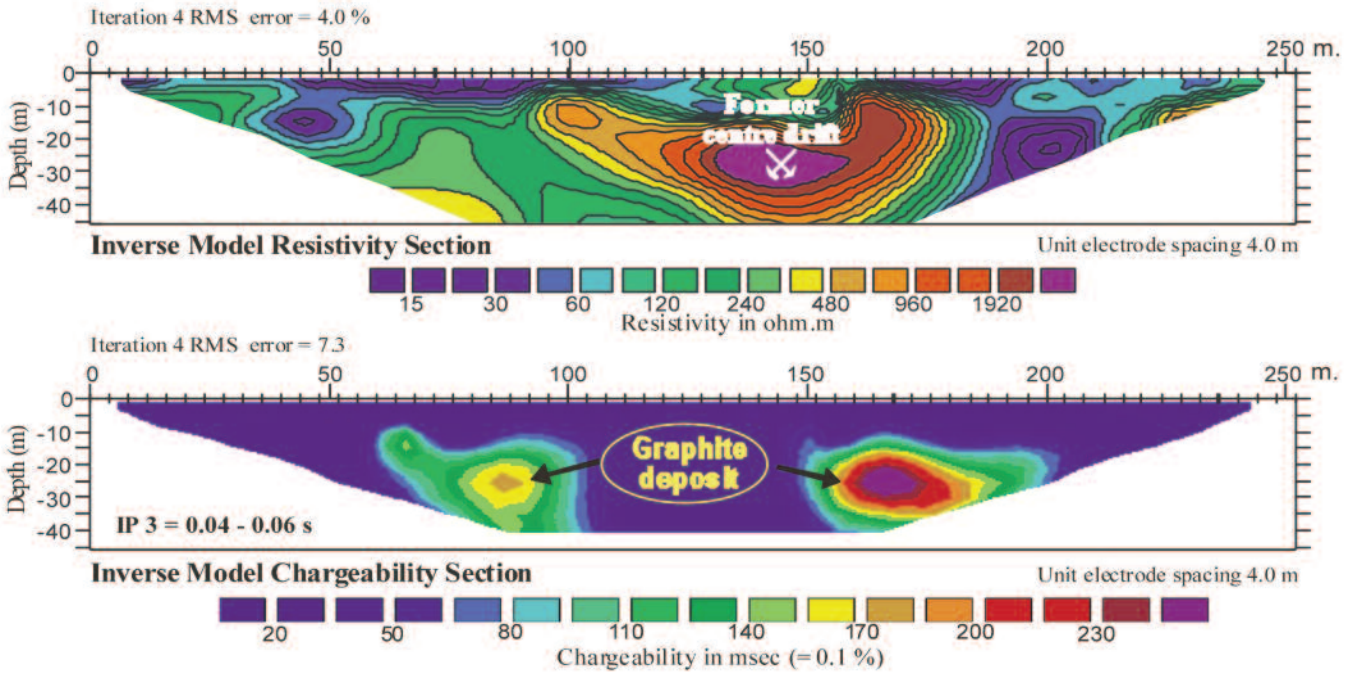 Iteration 4 RMS error = 4.0 %
0 50 100 150 200 250 m.
Depth (m)
0
-10
-20
-30
-40
Former
centre drift
Inverse Model Resistivity Section
Unit electrode spacing 4.0 m
15 30 60 120 240 480 960 1920
Resistivity in ohm.m
Iteration 4 RMS error = 7.3
0 50 100 150 200 250 m.
Depth (m)
0
-10
-20
-30
-40
Graphite
deposit
IP 3 = 0.04 - 0.06 s
Inverse Model Chargeability Section
Unit electrode spacing 4.0 m
20 50 80 110 140 170 200 230
Chargeability in msec (= 0.1 %)